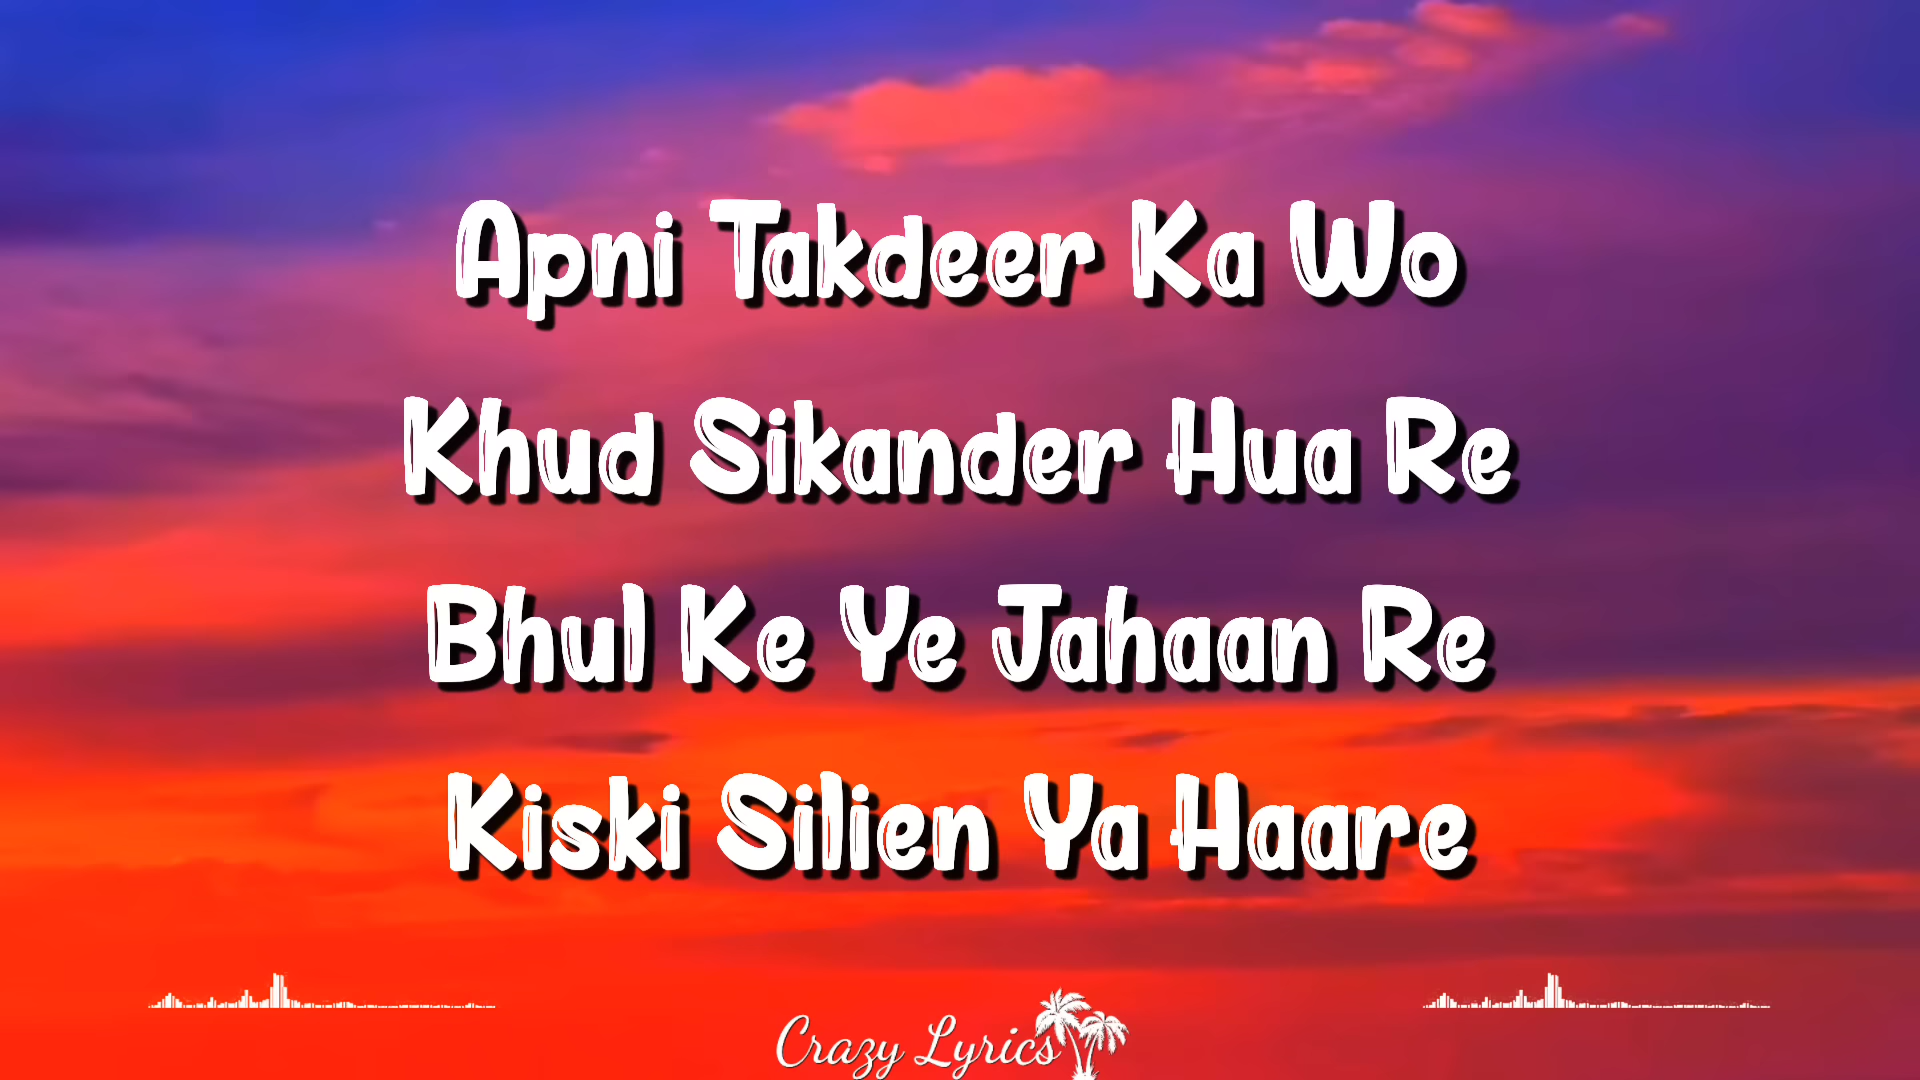 Apni Takdeer Ka Wo
Khud Sikander Hua Re
Bhul Ke Ye Jahaan Re
Kiski Silien Ya Haare
Crazy Lyrics